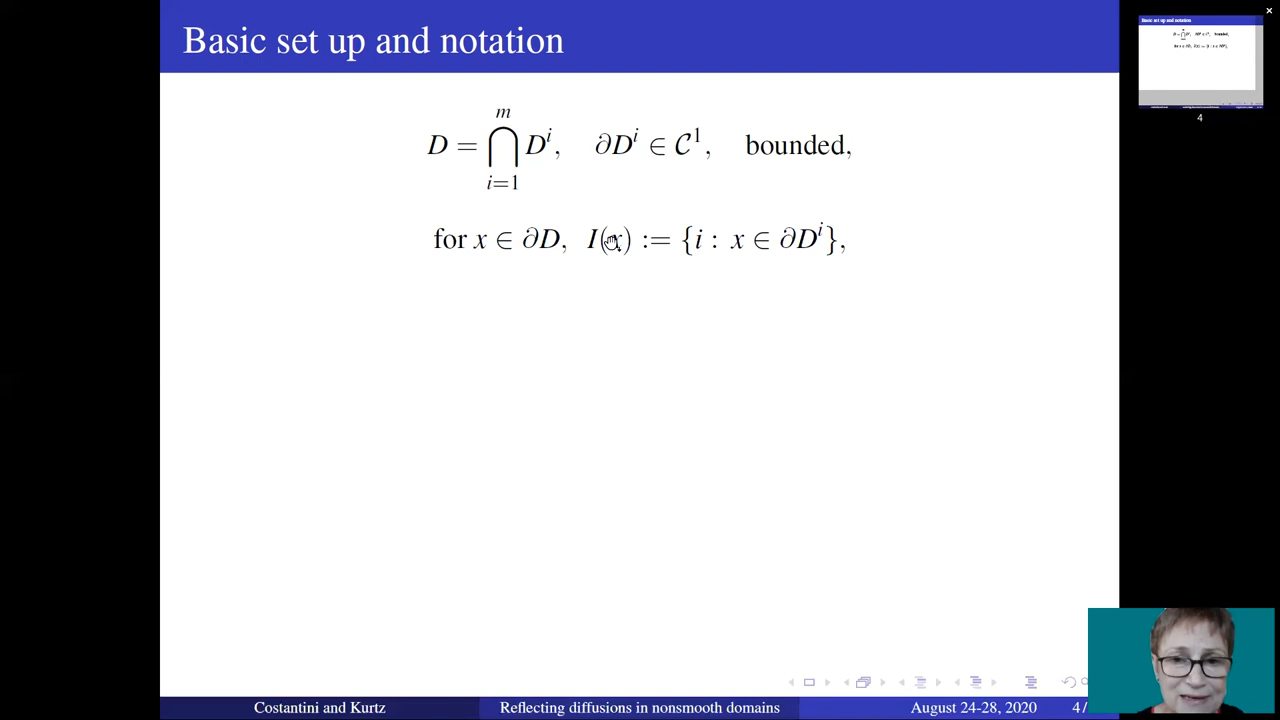 Basic set up and notation
D = ⋂_{i=1}^{m} D^i, ∂D^i ∈ 𝒞^1, bounded,
for x ∈ ∂D, I(x) := {i : x ∈ ∂D^i},
4
Costantini and Kurtz
Reflecting diffusions in nonsmooth domains
August 24-28, 2020
4/